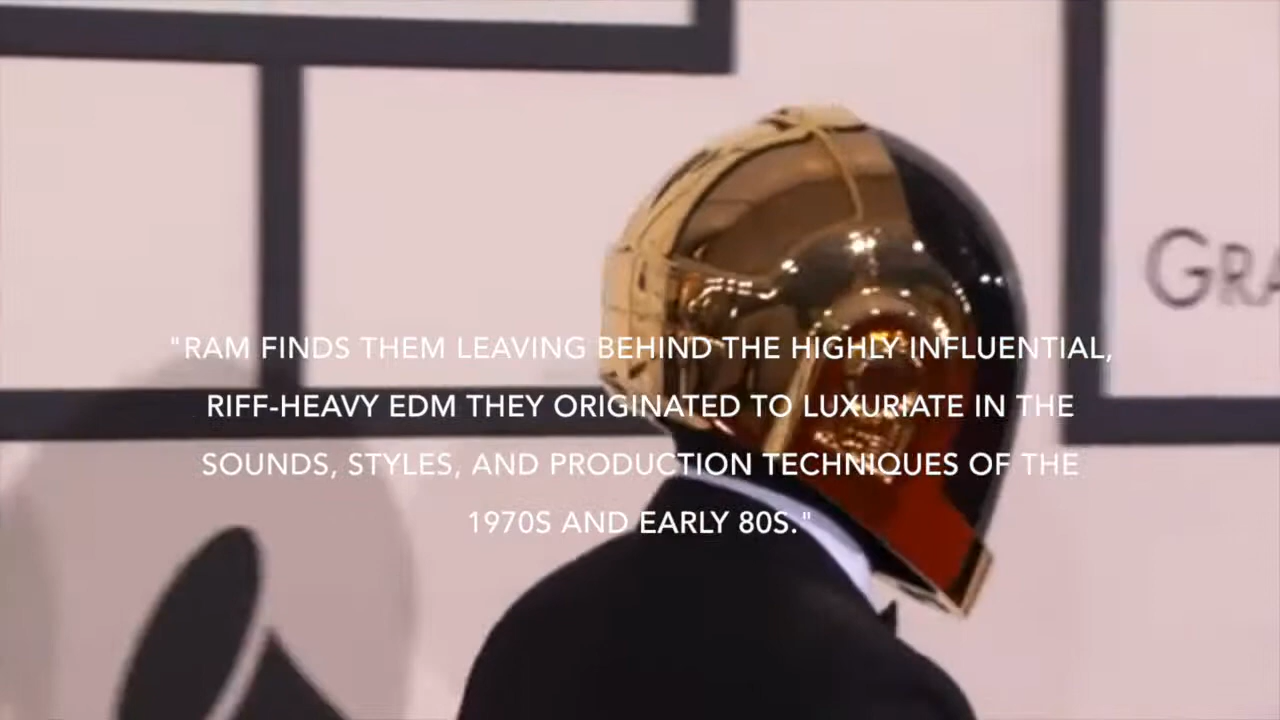 GRA
"RAM FINDS THEM LEAVING BEHIND THE HIGHLY INFLUENTIAL,
RIFF-HEAVY EDM THEY ORIGINATED TO LUXURIATE IN THE
SOUNDS, STYLES, AND PRODUCTION TECHNIQUES OF THE
1970S AND EARLY 80S."